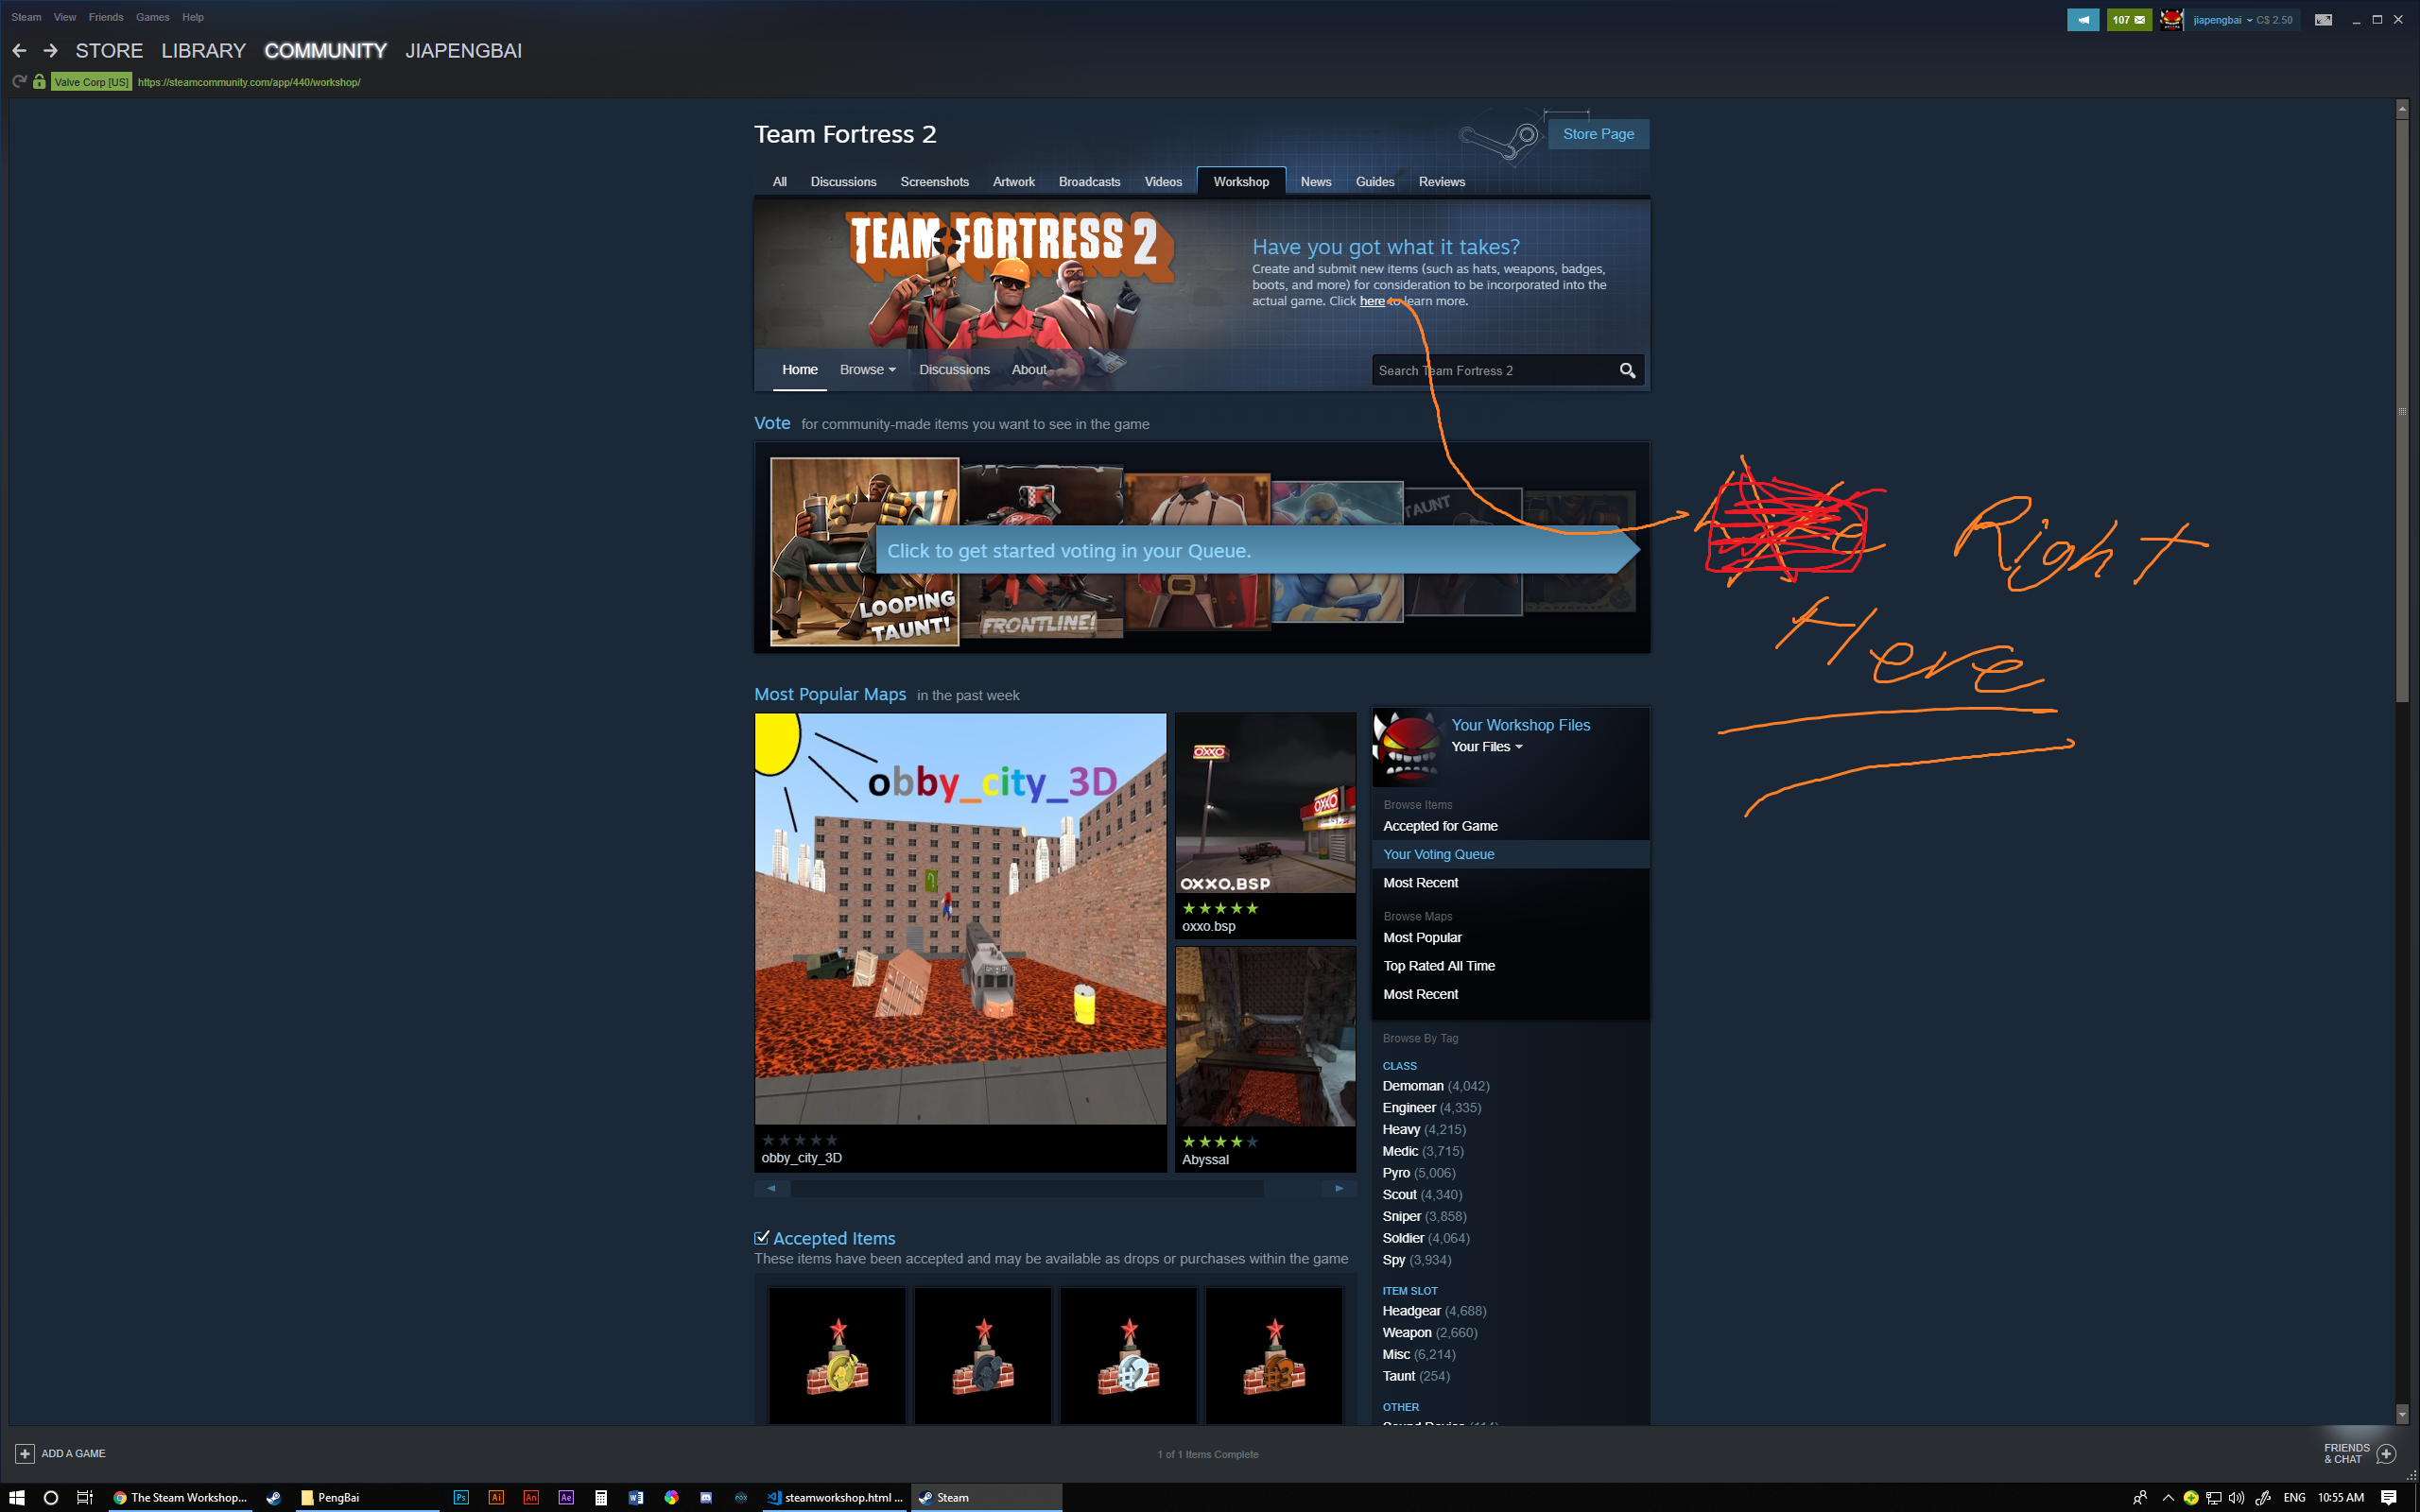 Steam View Friends Games Help
107 jiapengbai C$ 2.50
STORE LIBRARY COMMUNITY JIAPENGBAI
Valve Corp [US] https://steamcommunity.com/app/440/workshop/
Team Fortress 2
Store Page
All Discussions Screenshots Artwork Broadcasts Videos Workshop News Guides Reviews
TEAM FORTRESS 2
Have you got what it takes?
Create and submit new items (such as hats, weapons, badges,
boots, and more) for consideration to be incorporated into the
actual game. Click here to learn more.
Home Browse Discussions About
Search Team Fortress 2
Vote for community-made items you want to see in the game
TAUNT
Click to get started voting in your Queue.
LOOPING
TAUNT!
FRONTLINE!
Right
Here
Most Popular Maps in the past week
obby_city_3D
OXXO
OXXO
OXXO.BSP
oxxo.bsp
obby_city_3D
Abyssal
Your Workshop Files
Your Files
Browse Items
Accepted for Game
Your Voting Queue
Most Recent
Browse Maps
Most Popular
Top Rated All Time
Most Recent
Browse By Tag
CLASS
Demoman (4,042)
Engineer (4,335)
Heavy (4,215)
Medic (3,715)
Pyro (5,006)
Scout (4,340)
Sniper (3,858)
Soldier (4,064)
Spy (3,934)
ITEM SLOT
Headgear (4,688)
Weapon (2,660)
Misc (6,214)
Taunt (254)
OTHER
Accepted Items
These items have been accepted and may be available as drops or purchases within the game
#2
#3
ADD A GAME
1 of 1 Items Complete
FRIENDS
& CHAT
The Steam Workshop... PengBai Ps Ai An Ae steamworkshop.html ... Steam
ENG 10:55 AM